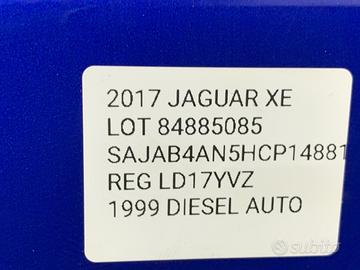 2017 JAGUAR XE
LOT 84885085
SAJAB4AN5HCP14881
REG LD17YVZ
1999 DIESEL AUTO
subito